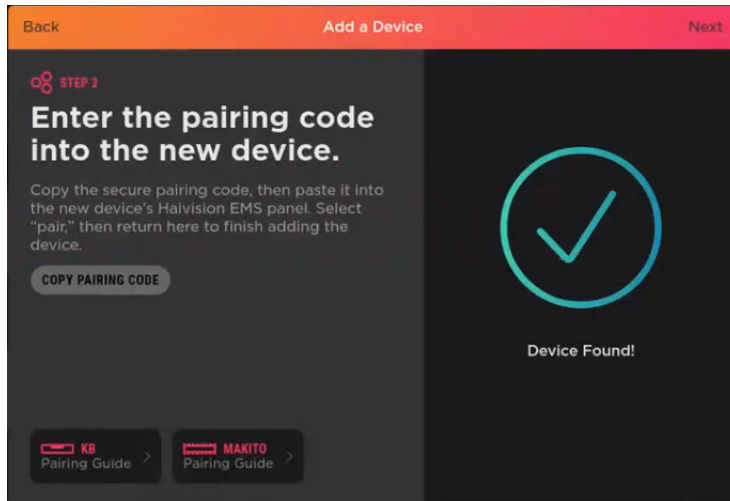 Back
Add a Device
Next
STEP 2
Enter the pairing code
into the new device.
Copy the secure pairing code, then paste it into
the new device's Haivision EMS panel. Select
"pair," then return here to finish adding the
device.
COPY PAIRING CODE
Device Found!
KB
Pairing Guide
MAKITO
Pairing Guide